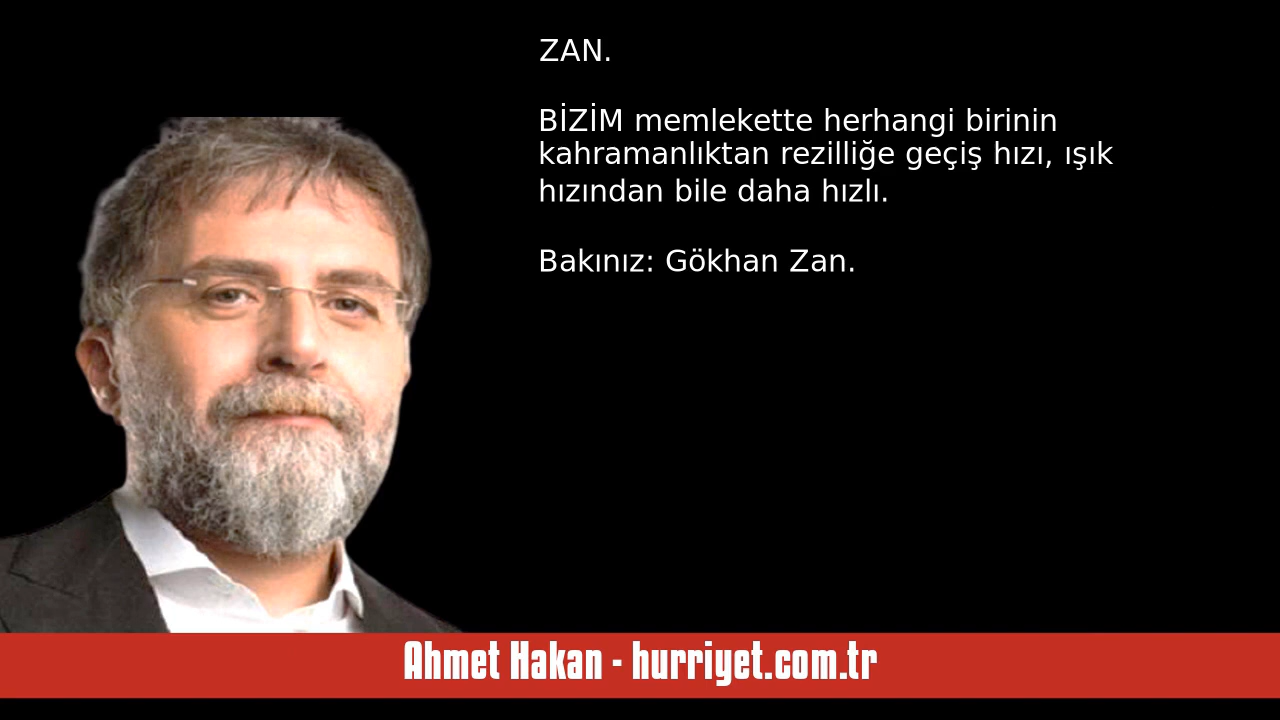 ZAN.
BİZİM memlekette herhangi birinin
kahramanlıktan rezilliğe geçiş hızı, ışık
hızından bile daha hızlı.
Bakınız: Gökhan Zan.
Ahmet Hakan - hurriyet.com.tr